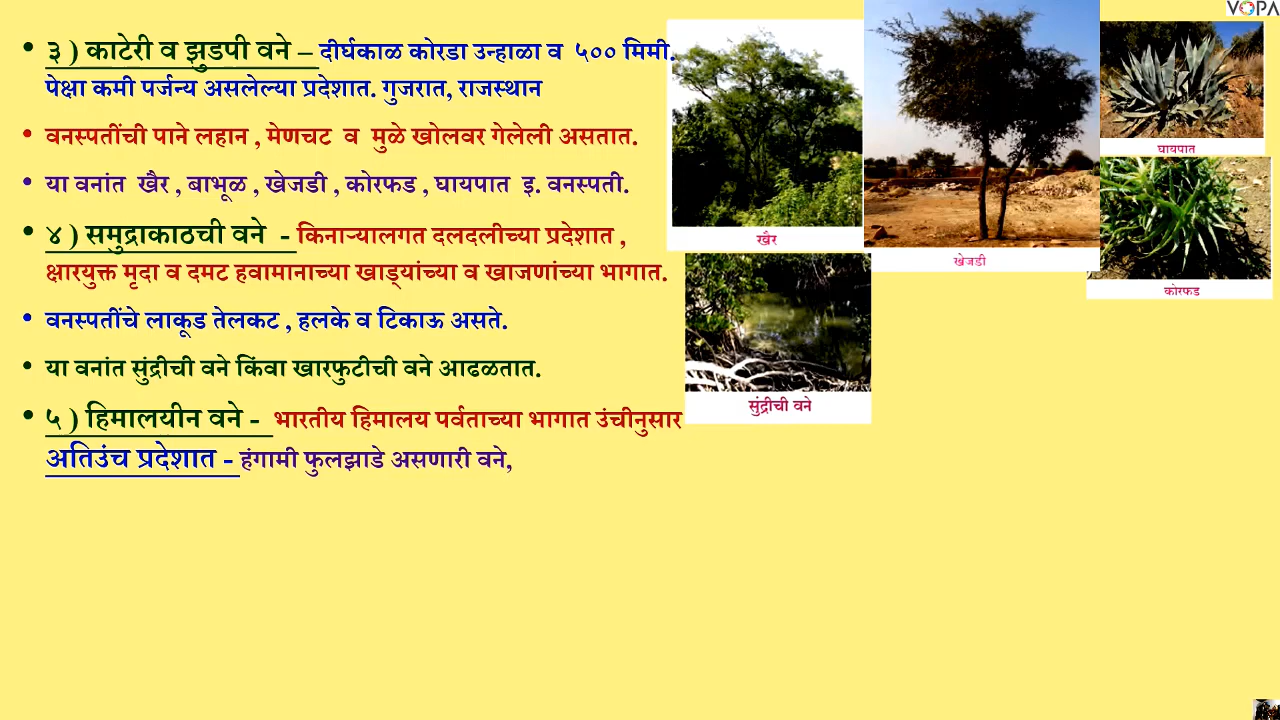 VOPA
• ३ ) काटेरी व झुडपी वने – दीर्घकाळ कोरडा उन्हाळा व ५०० मिमी.
पेक्षा कमी पर्जन्य असलेल्या प्रदेशात. गुजरात, राजस्थान
• वनस्पतींची पाने लहान , मेणचट व मुळे खोलवर गेलेली असतात.
• या वनांत खैर , बाभूळ , खेजडी , कोरफड , घायपात इ. वनस्पती.
• ४ ) समुद्राकाठची वने - किनाऱ्यालगत दलदलीच्या प्रदेशात ,
क्षारयुक्त मृदा व दमट हवामानाच्या खाड्यांच्या व खाजणांच्या भागात.
• वनस्पतींचे लाकूड तेलकट , हलके व टिकाऊ असते.
• या वनांत सुंद्रीची वने किंवा खारफुटीची वने आढळतात.
• ५ ) हिमालयीन वने - भारतीय हिमालय पर्वताच्या भागात उंचीनुसार
अतिउंच प्रदेशात - हंगामी फुलझाडे असणारी वने,
खैर
खेजडी
घायपात
कोरफड
सुंद्रीची वने